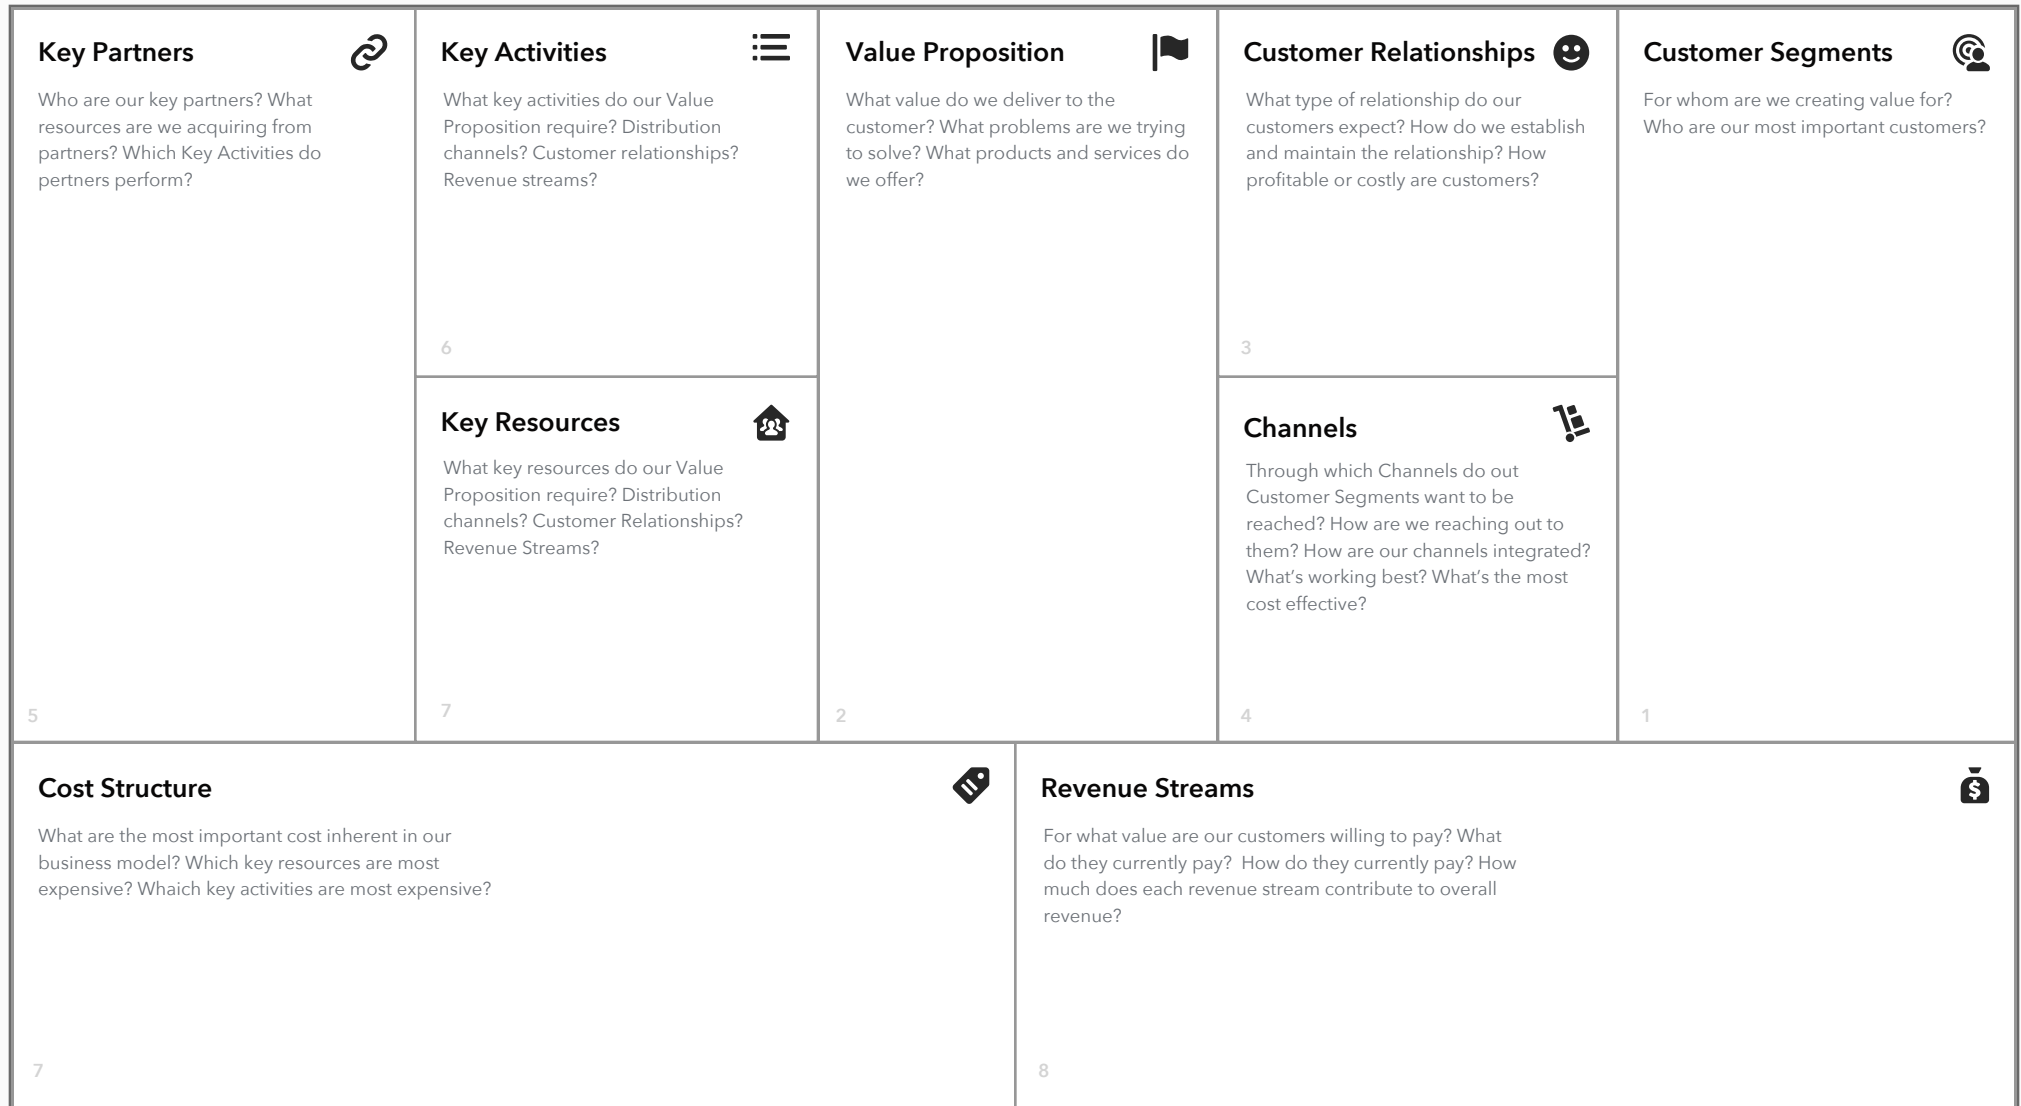 Key Partners
Who are our key partners? What
resources are we acquiring from
partners? Which Key Activities do
pertners perform?
5
Key Activities
What key activities do our Value
Proposition require? Distribution
channels? Customer relationships?
Revenue streams?
6
Key Resources
What key resources do our Value
Proposition require? Distribution
channels? Customer Relationships?
Revenue Streams?
7
Value Proposition
What value do we deliver to the
customer? What problems are we trying
to solve? What products and services do
we offer?
2
Customer Relationships
What type of relationship do our
customers expect? How do we establish
and maintain the relationship? How
profitable or costly are customers?
3
Channels
Through which Channels do out
Customer Segments want to be
reached? How are we reaching out to
them? How are our channels integrated?
What's working best? What's the most
cost effective?
4
Customer Segments
For whom are we creating value for?
Who are our most important customers?
1
Cost Structure
What are the most important cost inherent in our
business model? Which key resources are most
expensive? Whaich key activities are most expensive?
7
Revenue Streams
$
For what value are our customers willing to pay? What
do they currently pay?  How do they currently pay? How
much does each revenue stream contribute to overall
revenue?
8